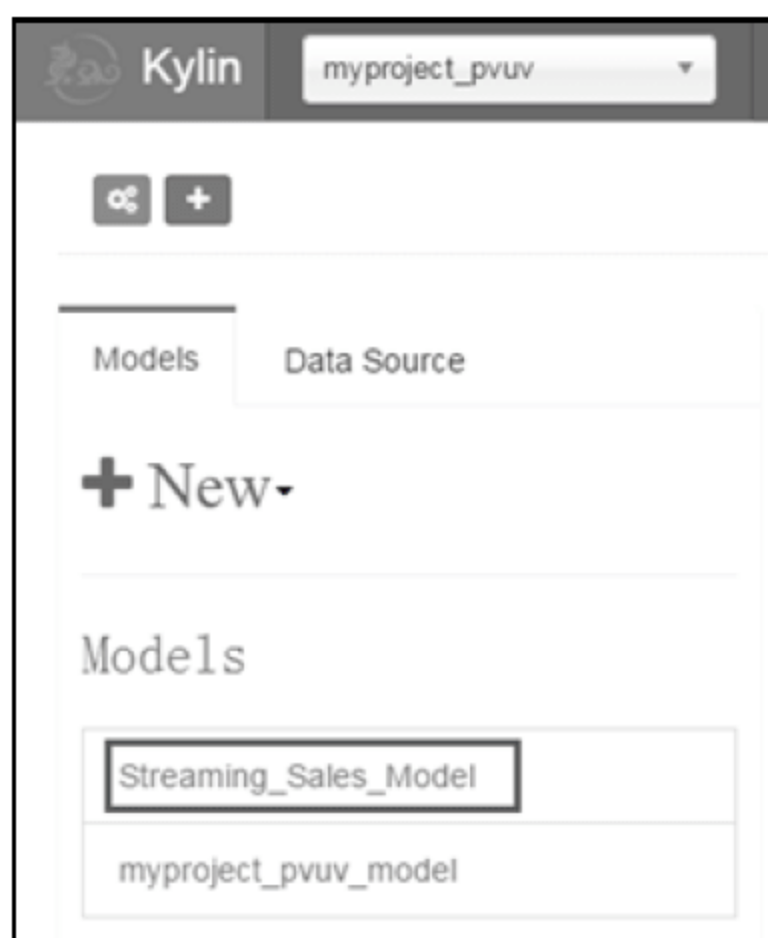 Kylin myproject_pvuv
Models Data Source
New
Models
Streaming_Sales_Model
myproject_pvuv_model